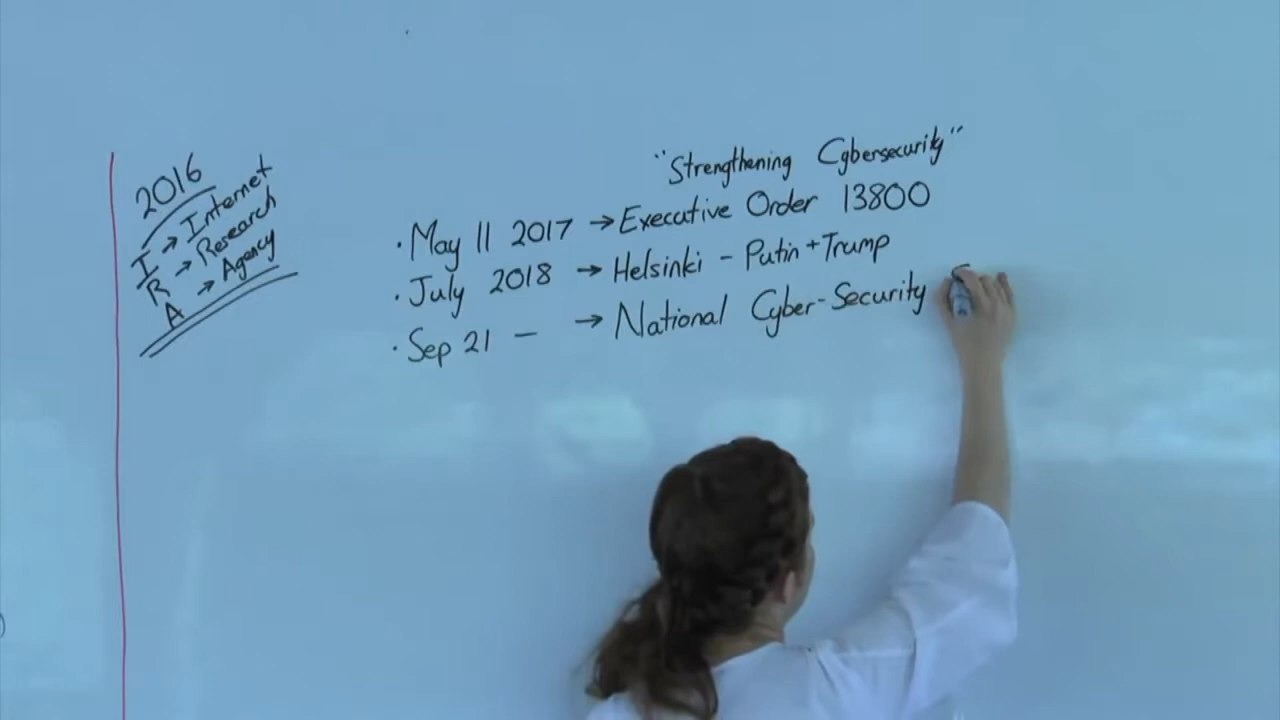 2016
I → Internet
R → Research
A → Agency
"Strengthening Cybersecurity"
· May 11 2017 → Executive Order 13800
· July 2018 → Helsinki - Putin + Trump
· Sep 21 — → National Cyber-Security